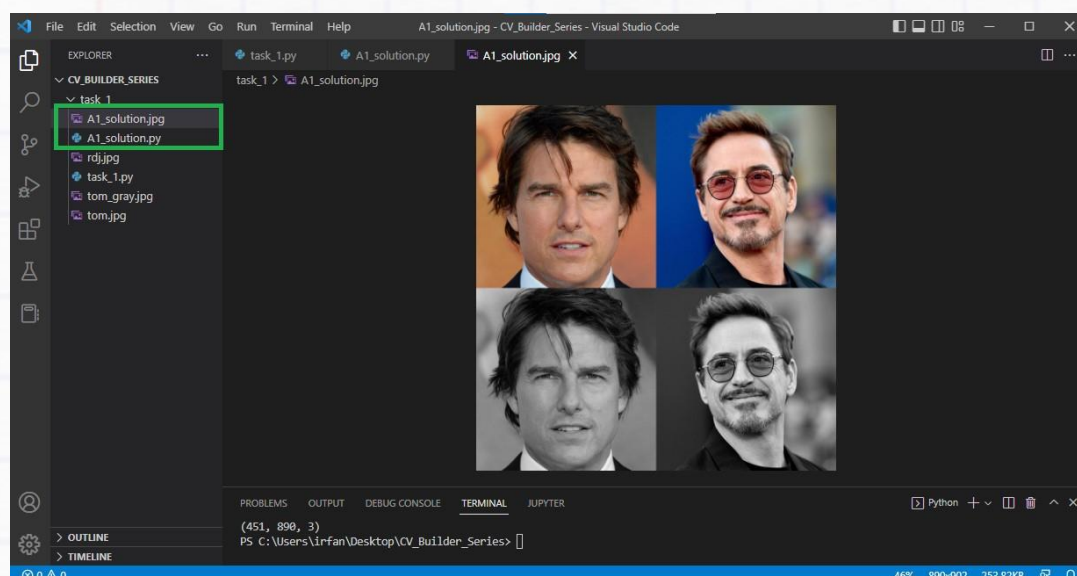 File Edit Selection View Go Run Terminal Help A1_solution.jpg - CV_Builder_Series - Visual Studio Code
EXPLORER ... task_1.py A1_solution.py A1_solution.jpg
CV_BUILDER_SERIES
task_1 > A1_solution.jpg
task_1
A1_solution.jpg
A1_solution.py
rdj.jpg
task_1.py
tom_gray.jpg
tom.jpg
PROBLEMS OUTPUT DEBUG CONSOLE TERMINAL JUPYTER Python
(451, 890, 3)
PS C:\Users\irfan\Desktop\CV_Builder_Series>
OUTLINE
TIMELINE
0 0 46% 890x902 253.82KB